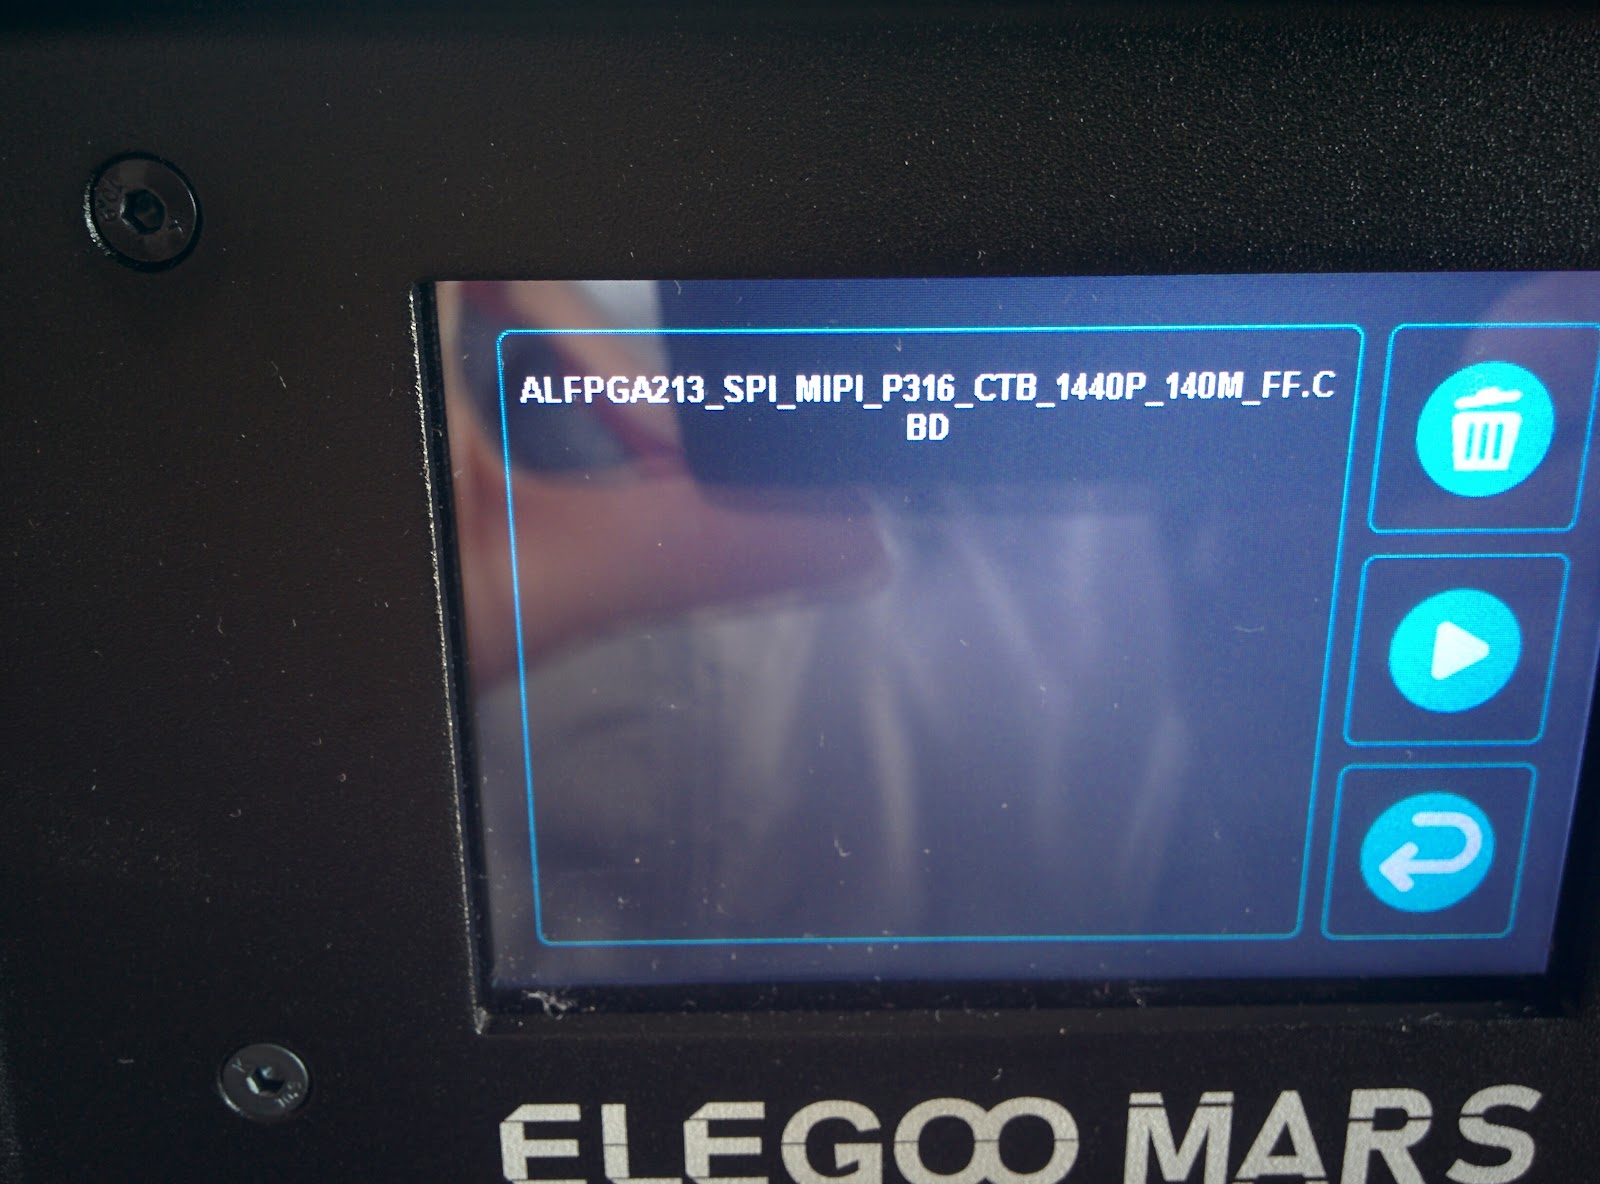 ALFPGA213_SPI_MIPI_P316_CTB_1440P_140M_FF.C
BD
ELEGOO MARS